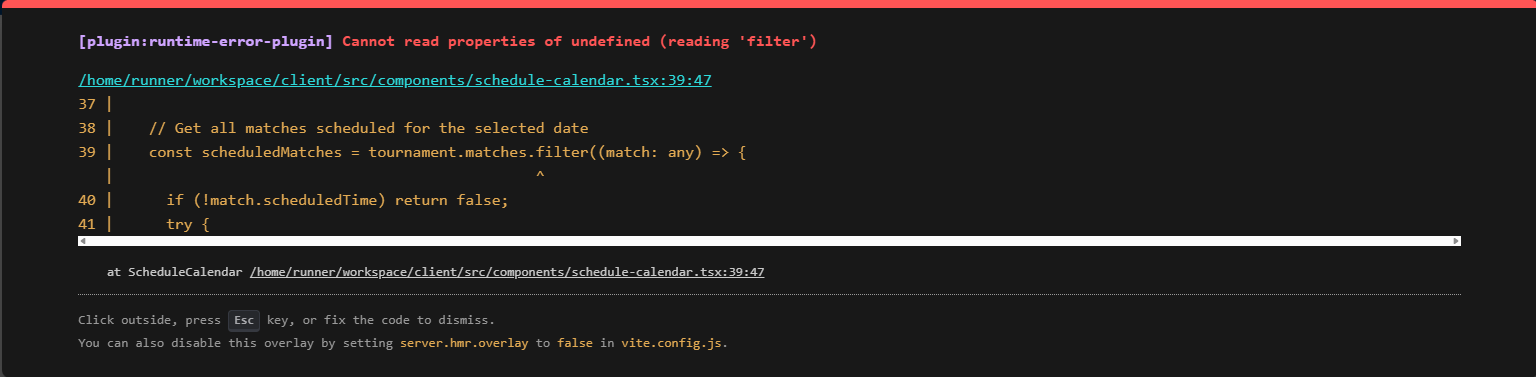 [plugin:runtime-error-plugin] Cannot read properties of undefined (reading 'filter')
/home/runner/workspace/client/src/components/schedule-calendar.tsx:39:47
37 |
38 |    // Get all matches scheduled for the selected date
39 |    const scheduledMatches = tournament.matches.filter((match: any) => {
   |                                                ^
40 |      if (!match.scheduledTime) return false;
41 |      try {
at ScheduleCalendar /home/runner/workspace/client/src/components/schedule-calendar.tsx:39:47
Click outside, press Esc key, or fix the code to dismiss.
You can also disable this overlay by setting server.hmr.overlay to false in vite.config.js.